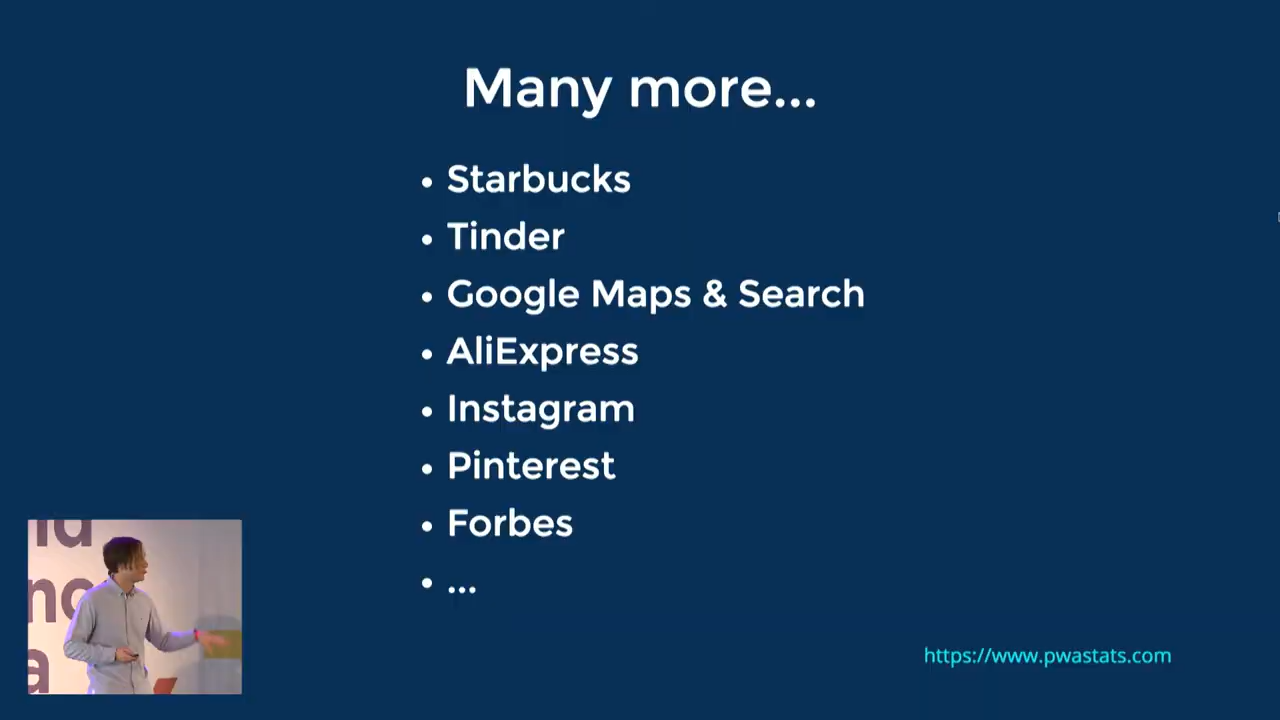 Many more...
• Starbucks
• Tinder
• Google Maps & Search
• AliExpress
• Instagram
• Pinterest
• Forbes
• ...
https://www.pwastats.com